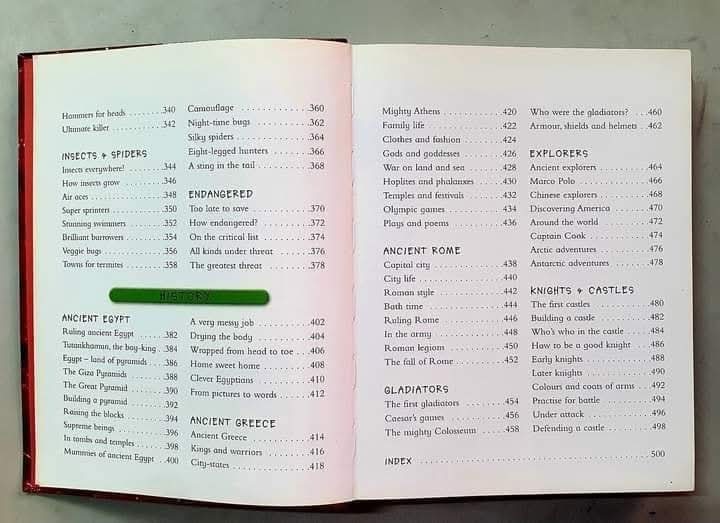 Hammers for heads . . . .340
Ultimate killer . . . . . . . . . .342
INSECTS & SPIDERS
Insects everywhere! . . . . . . .344
How insects grow . . . . . . . .346
Air aces . . . . . . . . . . . . . .348
Super sprinters . . . . . . . . . .350
Stunning swimmers . . . . . . .352
Brilliant burrowers . . . . . . .354
Veggie bugs . . . . . . . . . . . .356
Towns for termites . . . . . . .358
Camouflage . . . . . . . . . . . .360
Night-time bugs . . . . . . . . .362
Silky spiders . . . . . . . . . . .364
Eight-legged hunters . . . . . .366
A sting in the tail . . . . . . . .368
ENDANGERED
Too late to save . . . . . . . . .370
How endangered? . . . . . . . .372
On the critical list . . . . . . . .374
All kinds under threat . . . . .376
The greatest threat . . . . . . .378
HISTORY
ANCIENT EGYPT
Ruling ancient Egypt . . . . . .382
Tutankhamun, the boy-king . .384
Egypt – land of pyramids . . .386
The Giza Pyramids . . . . . . .388
The Great Pyramid . . . . . . .390
Building a pyramid . . . . . . .392
Raising the blocks . . . . . . . .394
Supreme beings . . . . . . . . .396
In tombs and temples . . . . . .398
Mummies of ancient Egypt . .400
A very messy job . . . . . . . .402
Drying the body . . . . . . . . .404
Wrapped from head to toe . . .406
Home sweet home . . . . . . . .408
Clever Egyptians . . . . . . . .410
From pictures to words . . . . .412
ANCIENT GREECE
Ancient Greece . . . . . . . . .414
Kings and warriors . . . . . . .416
City-states . . . . . . . . . . . . .418
Mighty Athens . . . . . . . . . .420
Family life . . . . . . . . . . . .422
Clothes and fashion . . . . . . .424
Gods and goddesses . . . . . . .426
War on land and sea . . . . . .428
Hoplites and phalanxes . . . . .430
Temples and festivals . . . . . .432
Olympic games . . . . . . . . .434
Plays and poems . . . . . . . . .436
ANCIENT ROME
Capital city . . . . . . . . . . . .438
City life . . . . . . . . . . . . . .440
Roman style . . . . . . . . . . .442
Bath time . . . . . . . . . . . . .444
Ruling Rome . . . . . . . . . . .446
In the army . . . . . . . . . . .448
Roman legions . . . . . . . . . .450
The fall of Rome . . . . . . . .452
GLADIATORS
The first gladiators . . . . . . .454
Caesar's games . . . . . . . . . .456
The mighty Colosseum . . . . .458
Who were the gladiators? . . .460
Armour, shields and helmets . .462
EXPLORERS
Ancient explorers . . . . . . . .464
Marco Polo . . . . . . . . . . . .466
Chinese explorers . . . . . . . .468
Discovering America . . . . . .470
Around the world . . . . . . . .472
Captain Cook . . . . . . . . . .474
Arctic adventures . . . . . . . .476
Antarctic adventures . . . . . .478
KNIGHTS & CASTLES
The first castles . . . . . . . . .480
Building a castle . . . . . . . . .482
Who's who in the castle . . . .484
How to be a good knight . . . .486
Early knights . . . . . . . . . . .488
Later knights . . . . . . . . . . .490
Colours and coats of arms . . .492
Practise for battle . . . . . . . .494
Under attack . . . . . . . . . . .496
Defending a castle . . . . . . . .498
INDEX . . . . . . . . . . . . . . . . . . . . . . . . . . . . . .500